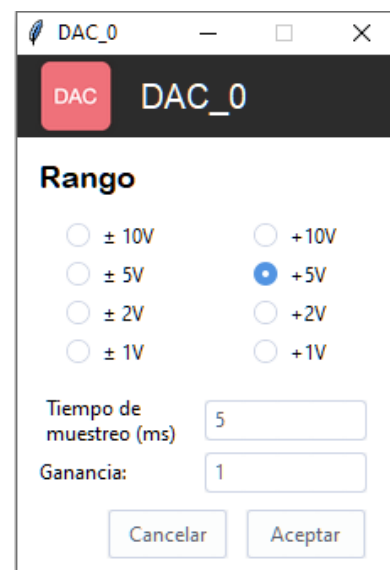 DAC_0
DAC DAC_0
Rango
± 10V +10V
± 5V +5V
± 2V +2V
± 1V +1V
Tiempo de
muestreo (ms) 5
Ganancia: 1
Cancelar Aceptar